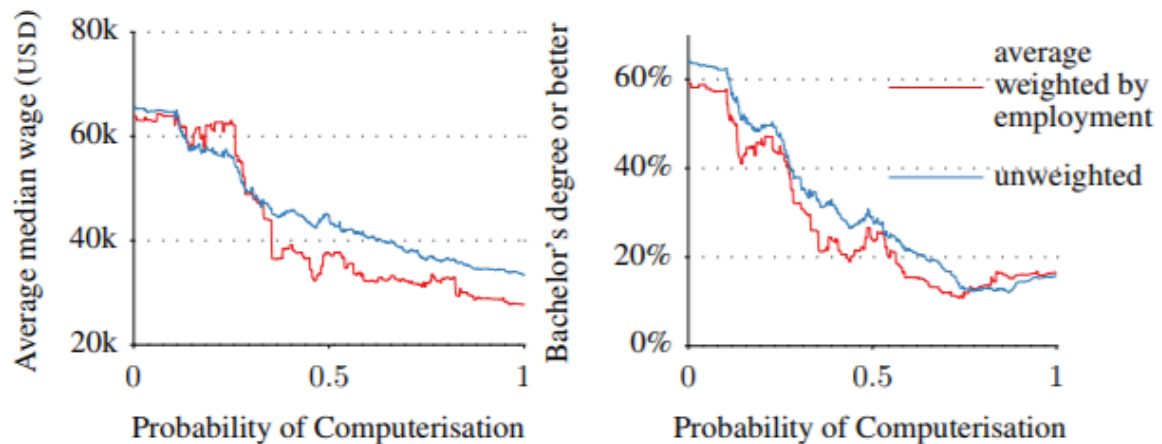 Average median wage (USD)
80k
60k
40k
20k
0
0.5
1
Probability of Computerisation
Bachelor's degree or better
60%
40%
20%
0%
0
0.5
1
Probability of Computerisation
average
weighted by
employment
unweighted